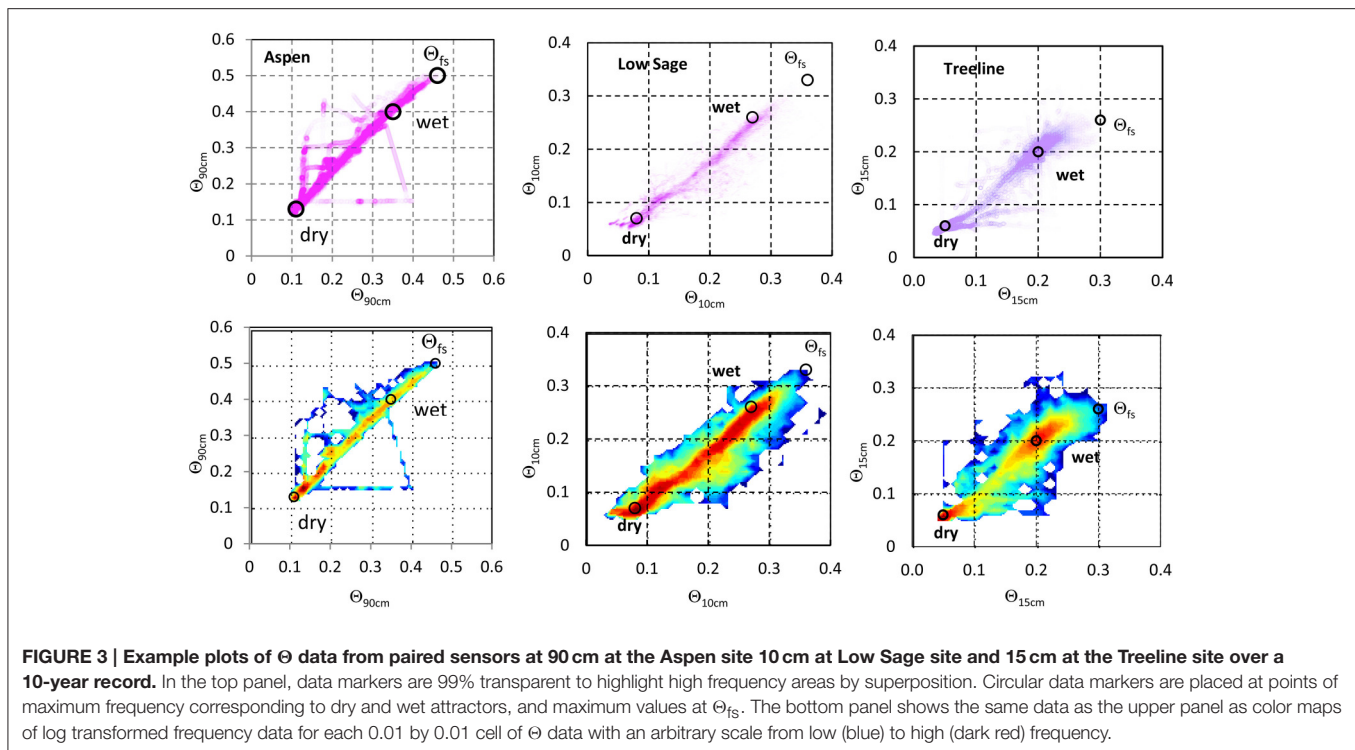 Aspen
Θfs
wet
dry
0.6
0.5
0.4
0.3
0.2
0.1
0
Θ90cm
0 0.1 0.2 0.3 0.4 0.5 0.6
Θ90cm
Low Sage
Θfs
wet
dry
0.4
0.3
0.2
0.1
0
Θ10cm
0 0.1 0.2 0.3 0.4
Θ10cm
Treeline
Θfs
wet
dry
0.4
0.3
0.2
0.1
0
Θ15cm
0 0.1 0.2 0.3 0.4
Θ15cm
Θfs
wet
dry
0.6
0.5
0.4
0.3
0.2
0.1
0
Θ90cm
0 0.1 0.2 0.3 0.4 0.5 0.6
Θ90cm
Θfs
wet
dry
0.4
0.3
0.2
0.1
0
Θ10cm
0 0.1 0.2 0.3 0.4
Θ10cm
Θfs
wet
dry
0.4
0.3
0.2
0.1
0
Θ15cm
0.0 0.1 0.2 0.3 0.4
Θ15cm
FIGURE 3 | Example plots of Θ data from paired sensors at 90 cm at the Aspen site 10 cm at Low Sage site and 15 cm at the Treeline site over a
10-year record. In the top panel, data markers are 99% transparent to highlight high frequency areas by superposition. Circular data markers are placed at points of
maximum frequency corresponding to dry and wet attractors, and maximum values at Θfs. The bottom panel shows the same data as the upper panel as color maps
of log transformed frequency data for each 0.01 by 0.01 cell of Θ data with an arbitrary scale from low (blue) to high (dark red) frequency.